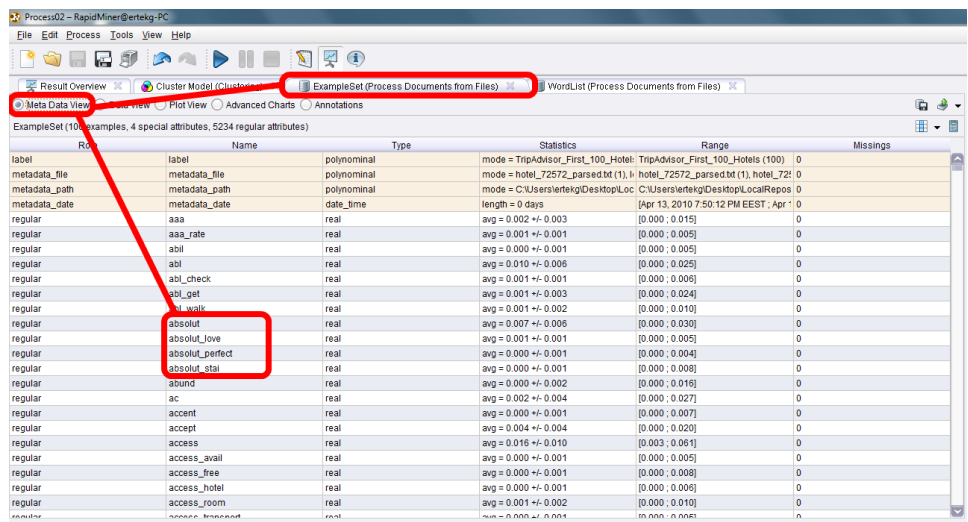 Process02 – RapidMiner@ertekg-PC
File Edit Process Tools View Help
Result Overview Cluster Model (Clustering) ExampleSet (Process Documents from Files) WordList (Process Documents from Files)
Meta Data View Data View Plot View Advanced Charts Annotations
ExampleSet (100 examples, 4 special attributes, 5234 regular attributes)
Role Name Type Statistics Range Missings
label label polynominal mode = TripAdvisor_First_100_Hotels TripAdvisor_First_100_Hotels (100) 0
metadata_file metadata_file polynominal mode = hotel_72572_parsed.txt (1), hotel_72572_parsed.txt (1), hotel_725 0
metadata_path metadata_path polynominal mode = C:\Users\ertekg\Desktop\Loc C:\Users\ertekg\Desktop\LocalRepos 0
metadata_date metadata_date date_time length = 0 days [Apr 13, 2010 7:50:12 PM EEST ; Apr 1 0
regular aaa real avg = 0.002 +/- 0.003 [0.000 ; 0.015] 0
regular aaa_rate real avg = 0.001 +/- 0.001 [0.000 ; 0.005] 0
regular abil real avg = 0.000 +/- 0.001 [0.000 ; 0.005] 0
regular abl real avg = 0.010 +/- 0.006 [0.000 ; 0.025] 0
regular abl_check real avg = 0.001 +/- 0.001 [0.000 ; 0.006] 0
regular abl_get real avg = 0.001 +/- 0.003 [0.000 ; 0.024] 0
regular abl_walk real avg = 0.001 +/- 0.002 [0.000 ; 0.010] 0
regular absolut real avg = 0.007 +/- 0.006 [0.000 ; 0.030] 0
regular absolut_love real avg = 0.001 +/- 0.001 [0.000 ; 0.005] 0
regular absolut_perfect real avg = 0.000 +/- 0.001 [0.000 ; 0.004] 0
regular absolut_stai real avg = 0.000 +/- 0.001 [0.000 ; 0.008] 0
regular abund real avg = 0.000 +/- 0.002 [0.000 ; 0.016] 0
regular ac real avg = 0.002 +/- 0.004 [0.000 ; 0.027] 0
regular accent real avg = 0.000 +/- 0.001 [0.000 ; 0.007] 0
regular accept real avg = 0.004 +/- 0.004 [0.000 ; 0.020] 0
regular access real avg = 0.016 +/- 0.010 [0.003 ; 0.061] 0
regular access_avail real avg = 0.000 +/- 0.001 [0.000 ; 0.005] 0
regular access_free real avg = 0.000 +/- 0.001 [0.000 ; 0.008] 0
regular access_hotel real avg = 0.000 +/- 0.001 [0.000 ; 0.006] 0
regular access_room real avg = 0.001 +/- 0.002 [0.000 ; 0.010] 0
regular access_transport real avg = 0.000 +/- 0.001 [0.000 ; 0.006] 0